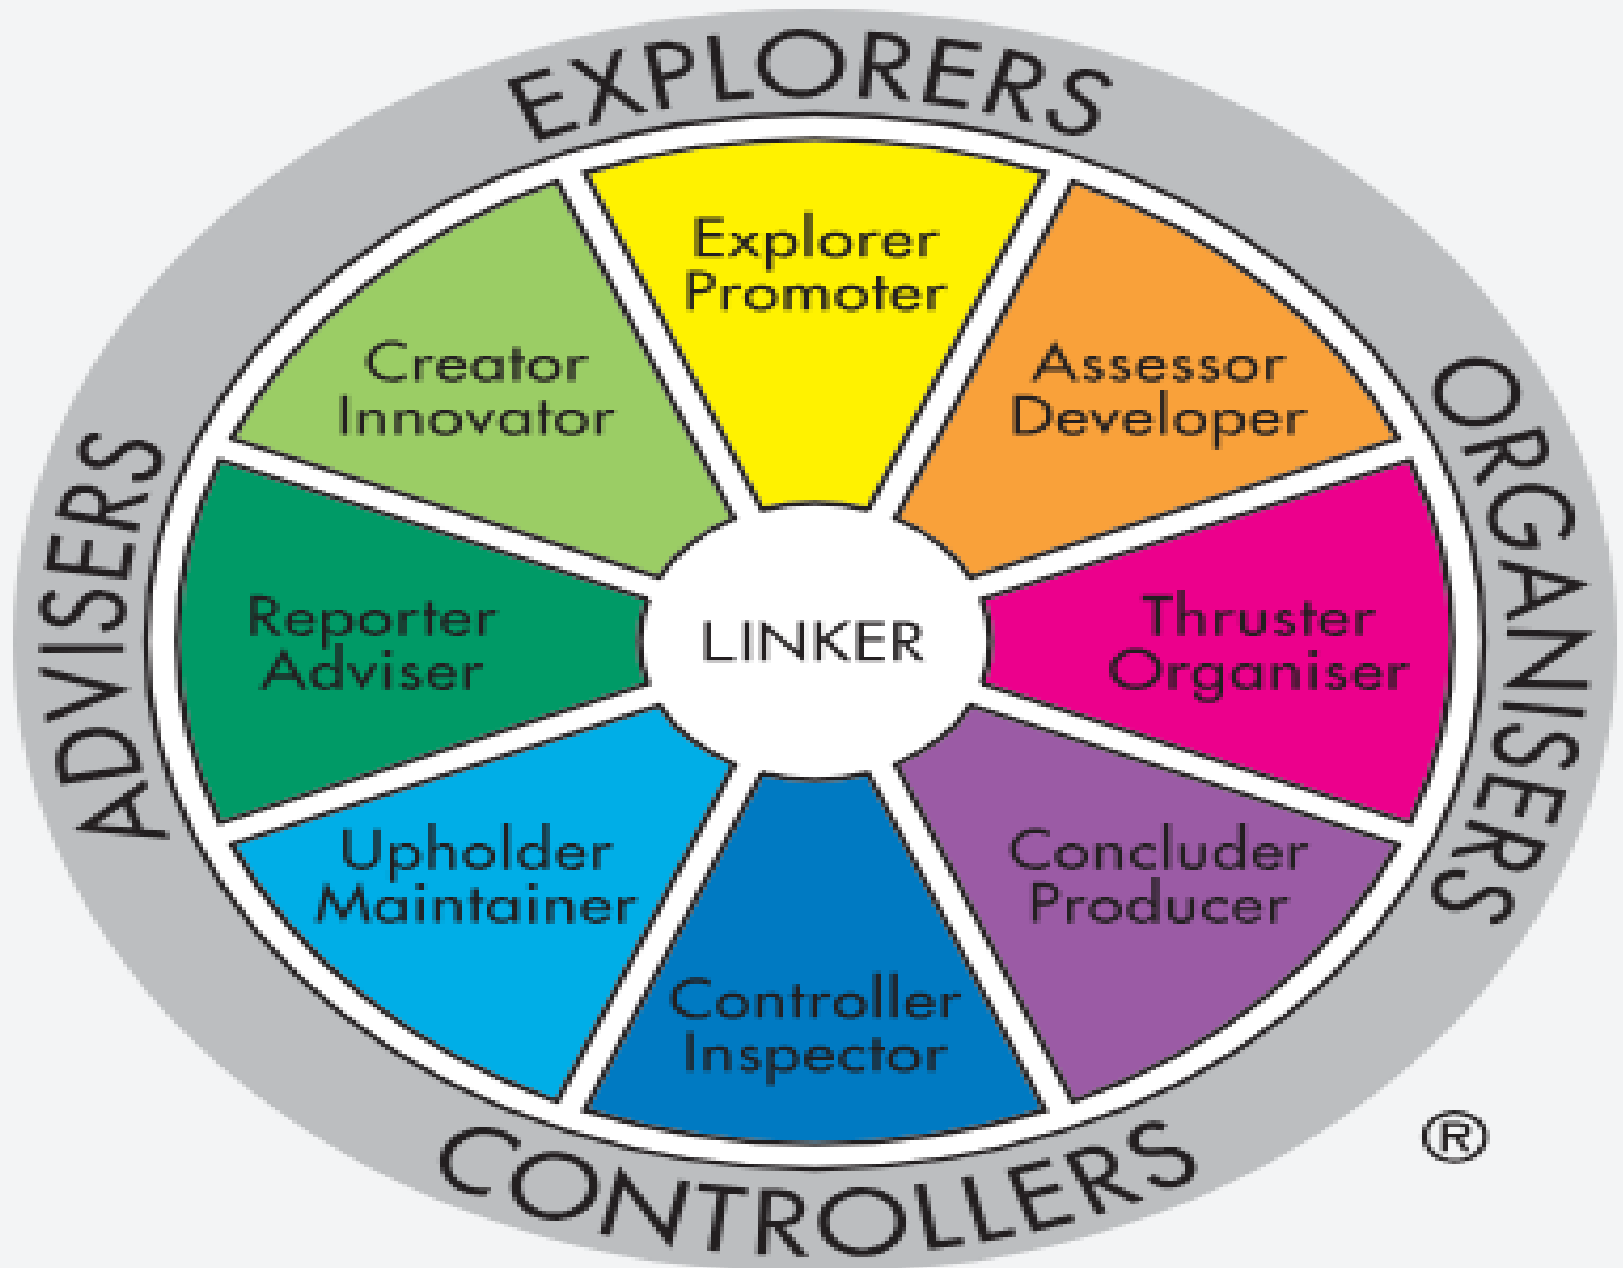 EXPLORERS
Explorer
Promoter
Creator
Innovator
Assessor
Developer
ADVISERS
ORGANISERS
Reporter
Adviser
LINKER
Thruster
Organiser
Upholder
Maintainer
Concluder
Producer
Controller
Inspector
CONTROLLERS
®